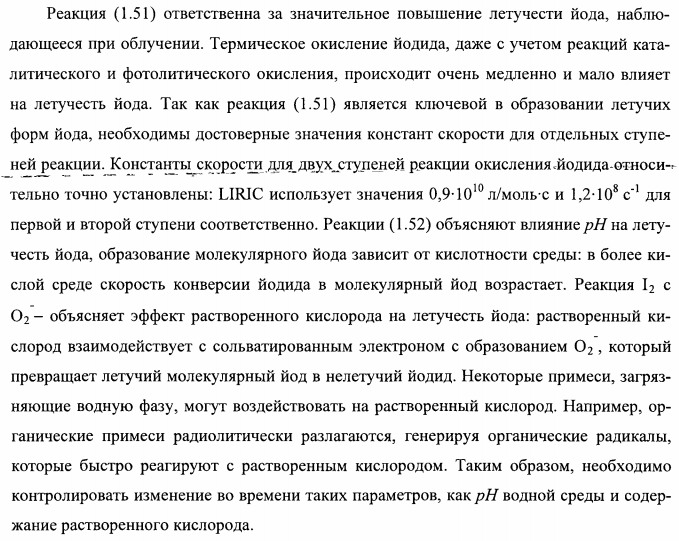 Реакция (1.51) ответственна за значительное повышение летучести йода, наблю-
дающееся при облучении. Термическое окисление йодида, даже с учетом реакций ката-
литического и фотолитического окисления, происходит очень медленно и мало влияет
на летучесть йода. Так как реакция (1.51) является ключевой в образовании летучих
форм йода, необходимы достоверные значения констант скорости для отдельных ступе-
ней реакции. Константы скорости для двух ступеней реакции окисления йодида относи-
тельно точно установлены: LIRIC использует значения 0,9·10¹⁰ л/моль·с и 1,2·10⁸ с⁻¹ для
первой и второй ступени соответственно. Реакции (1.52) объясняют влияние pH на лету-
честь йода, образование молекулярного йода зависит от кислотности среды: в более ки-
слой среде скорость конверсии йодида в молекулярный йод возрастает. Реакция I₂ с
O₂⁻ – объясняет эффект растворенного кислорода на летучесть йода: растворенный ки-
слород взаимодействует с сольватированным электроном с образованием O₂⁻, который
превращает летучий молекулярный йод в нелетучий йодид. Некоторые примеси, загряз-
няющие водную фазу, могут воздействовать на растворенный кислород. Например, ор-
ганические примеси радиолитически разлагаются, генерируя органические радикалы,
которые быстро реагируют с растворенным кислородом. Таким образом, необходимо
контролировать изменение во времени таких параметров, как pH водной среды и содер-
жание растворенного кислорода.